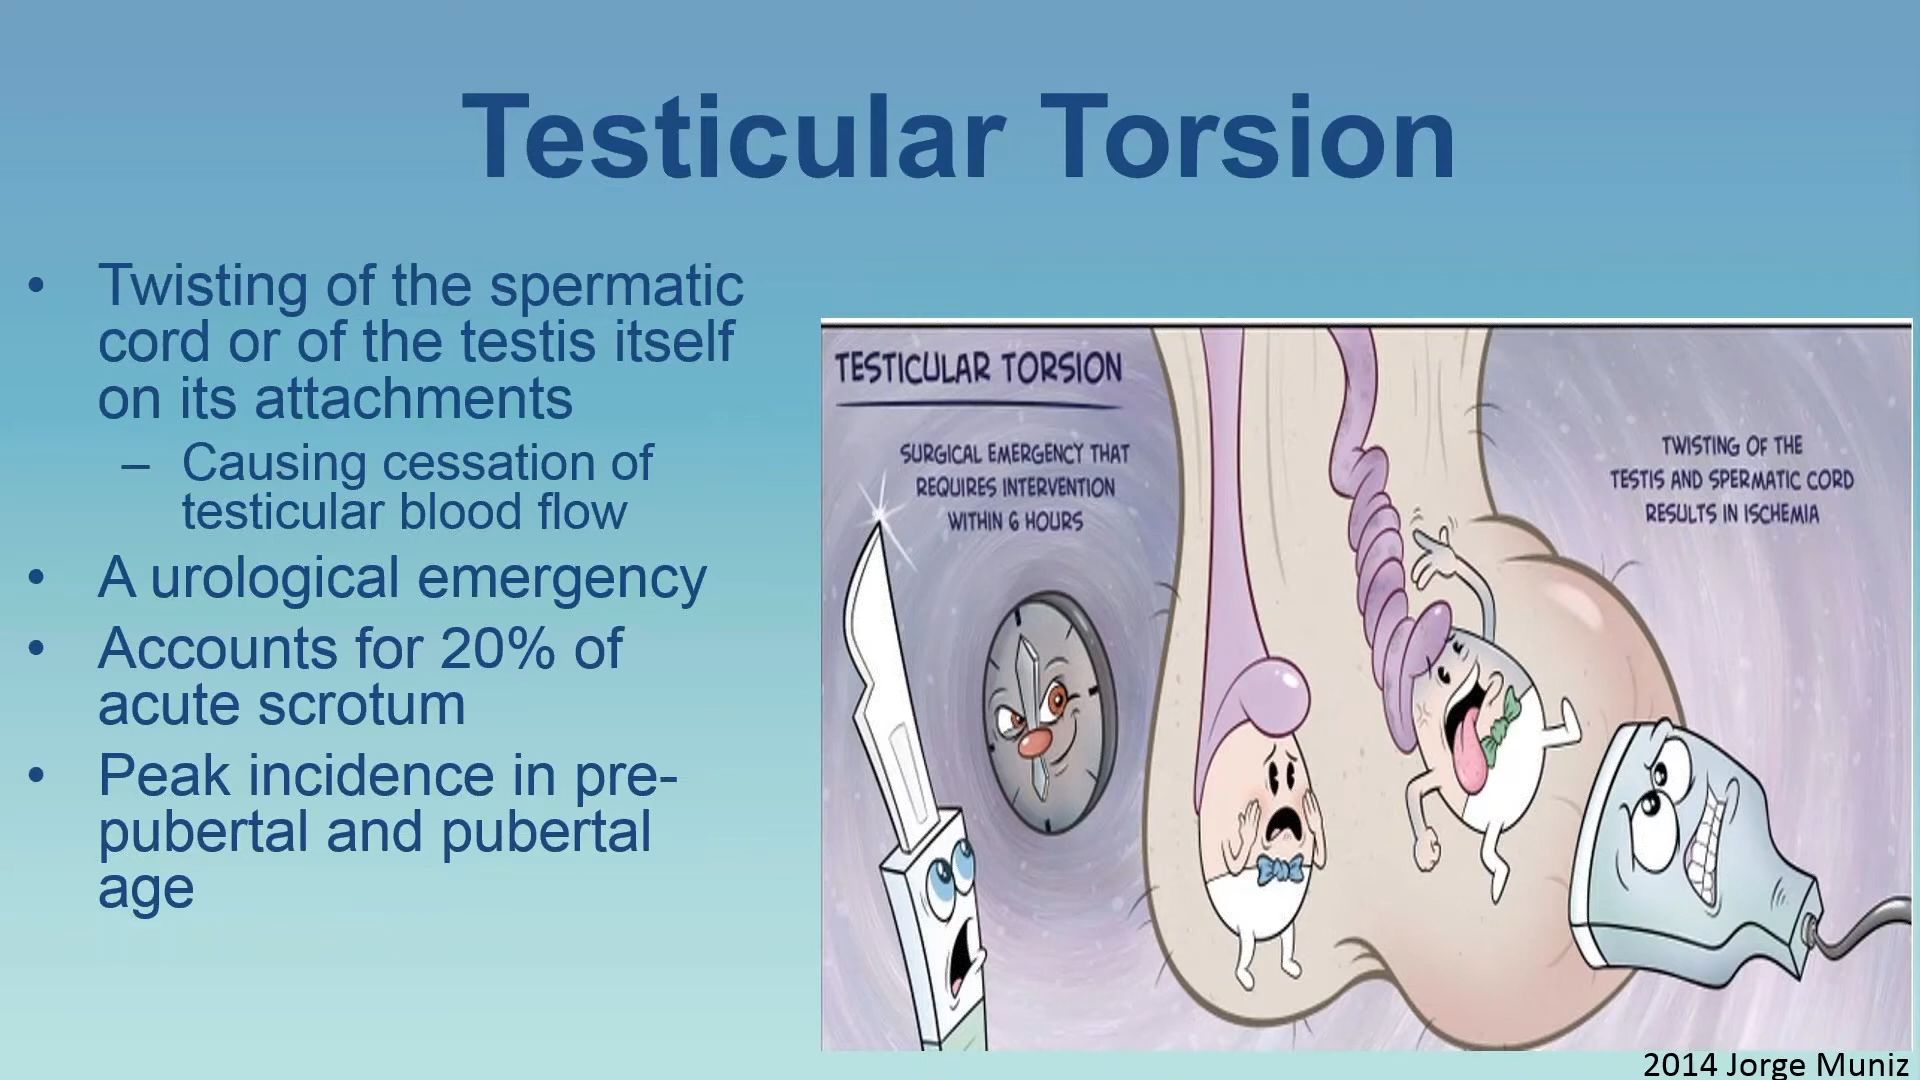 Testicular Torsion
• Twisting of the spermatic
cord or of the testis itself
on its attachments
– Causing cessation of
testicular blood flow
• A urological emergency
• Accounts for 20% of
acute scrotum
• Peak incidence in pre-
pubertal and pubertal
age
TESTICULAR TORSION
SURGICAL EMERGENCY THAT
REQUIRES INTERVENTION
WITHIN 6 HOURS
TWISTING OF THE
TESTIS AND SPERMATIC CORD
RESULTS IN ISCHEMIA
2014 Jorge Muniz